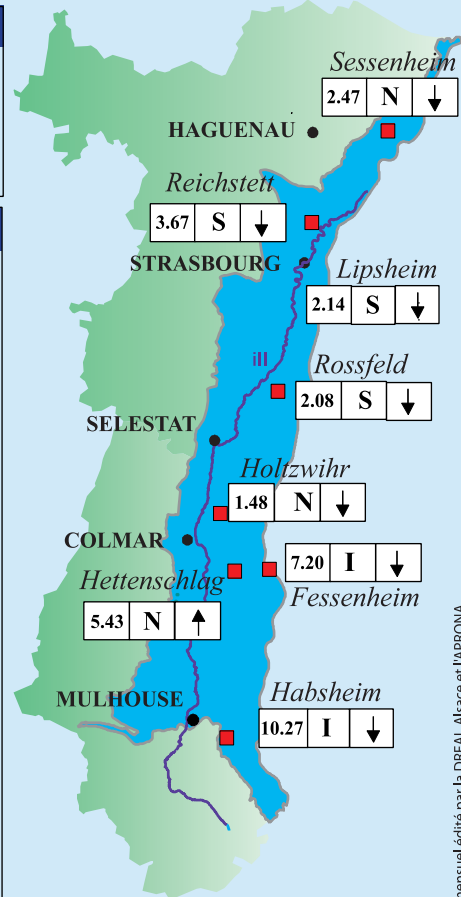 Sessenheim
2.47 N ↓
HAGUENAU
Reichstett
3.67 S ↓
STRASBOURG
Lipsheim
2.14 S ↓
ill
Rossfeld
2.08 S ↓
SELESTAT
Holtzwihr
1.48 N ↓
COLMAR
7.20 I ↓
Hettenschlag
Fessenheim
5.43 N ↑
MULHOUSE
Habsheim
10.27 I ↓
mensuel édité par la DREAL Alsace et l'APRONA